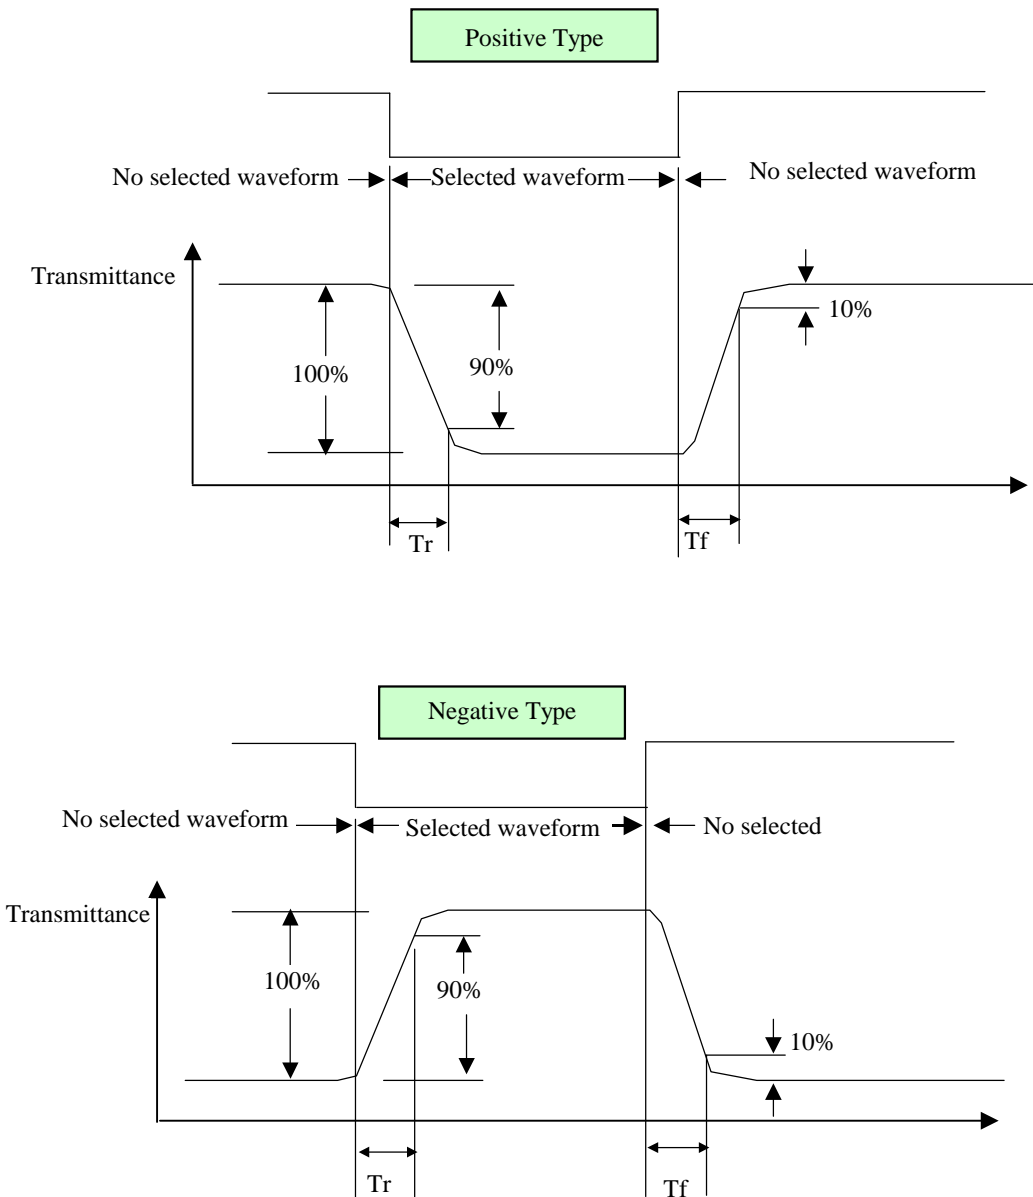 Positive Type
No selected waveform
Selected waveform
No selected waveform
Transmittance
100%
90%
10%
Tr
Tf
Negative Type
No selected waveform
Selected waveform
No selected
Transmittance
100%
90%
10%
Tr
Tf